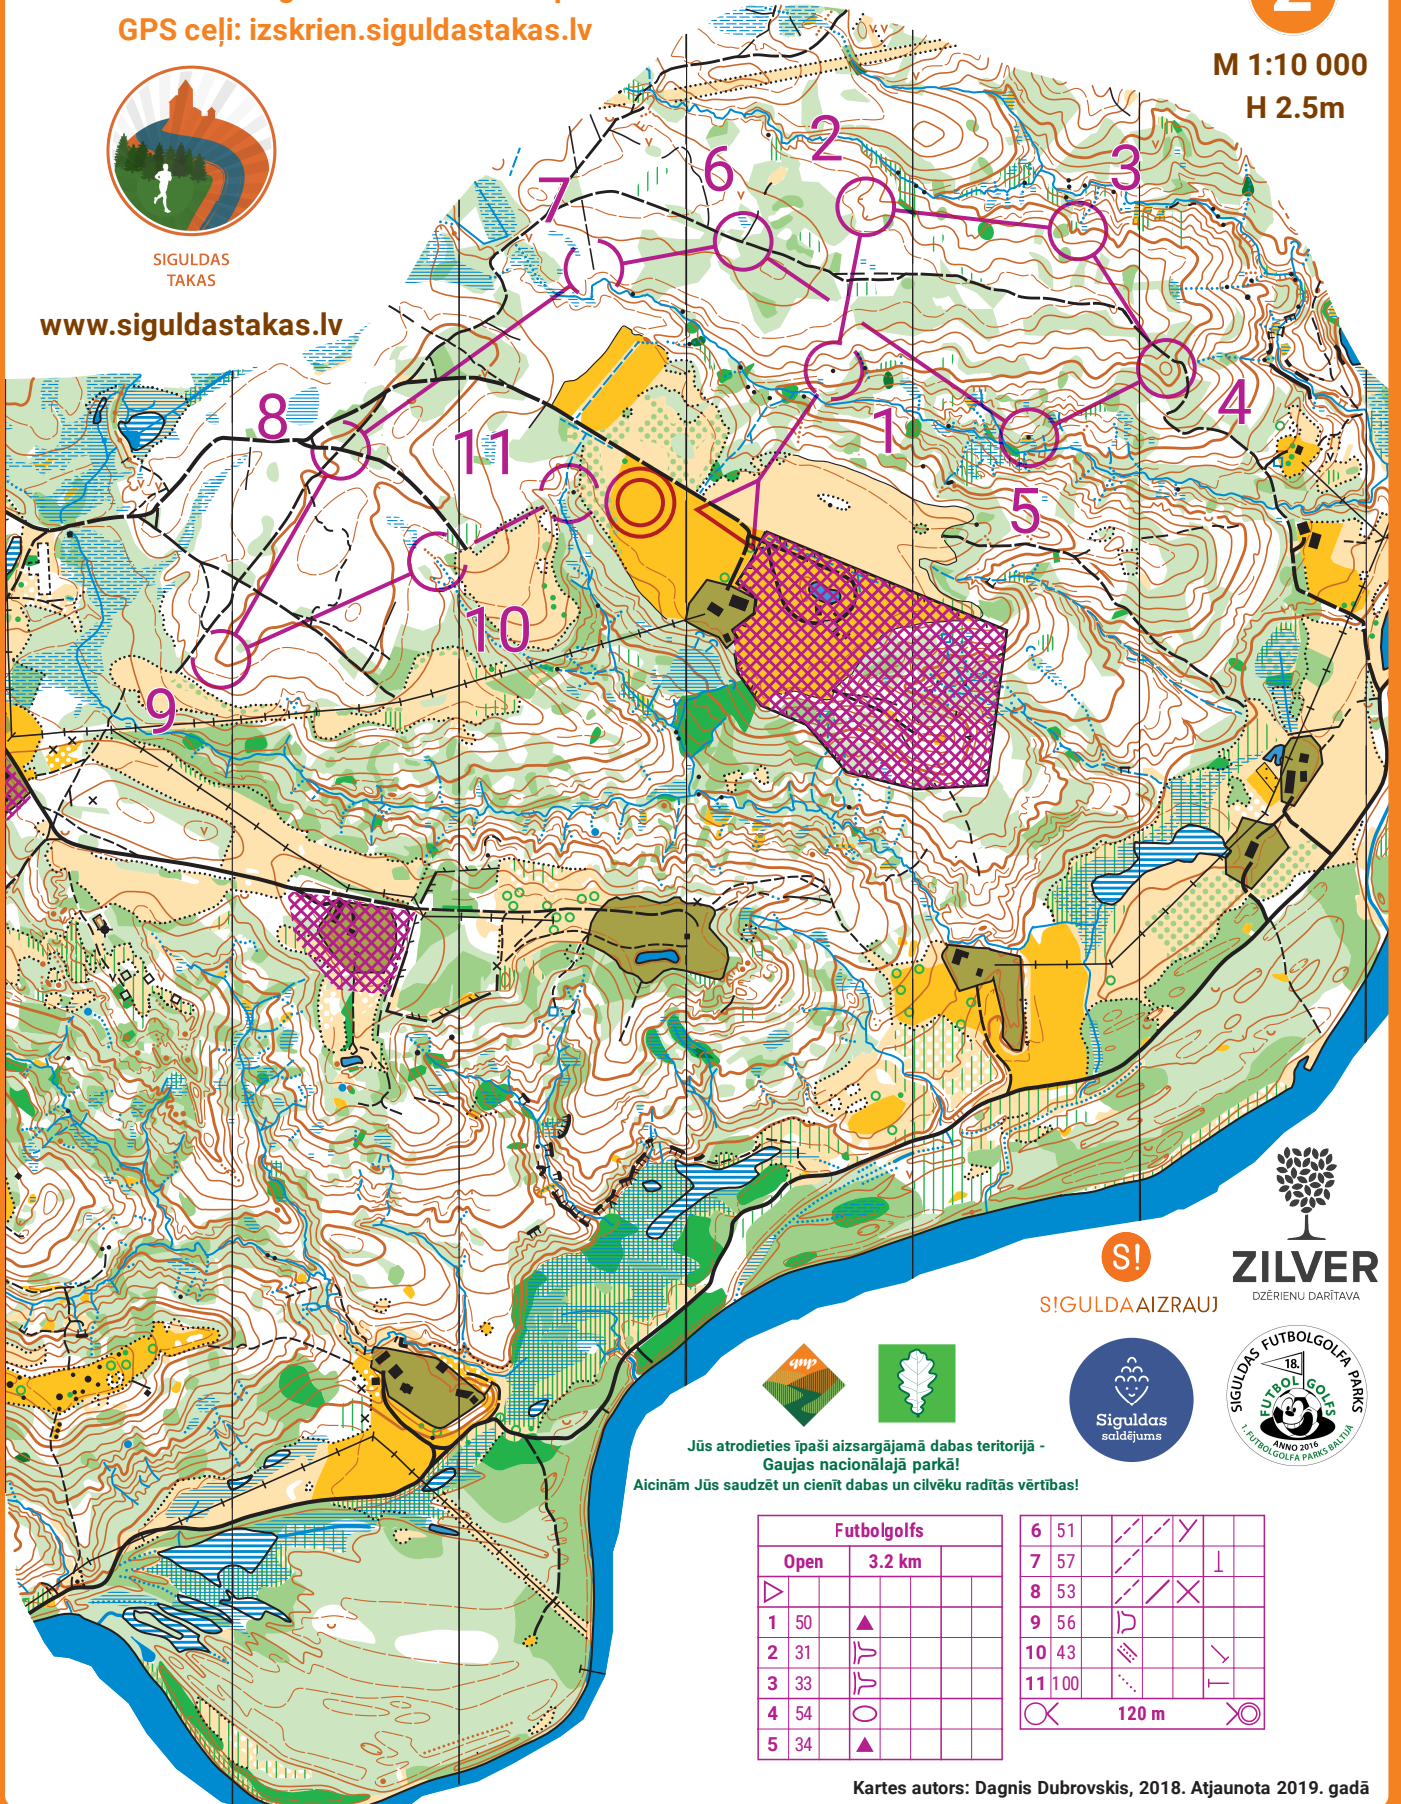 GPS ceļi: izskrien.siguldastakas.lv
2
M 1:10 000
H 2.5m
SIGULDAS
TAKAS
www.siguldastakas.lv
2
3
6
7
8
11
1
4
5
10
9
S!
S!GULDAAIZRAUJ
ZILVER
DZĒRIENU DARĪTAVA
gnp
Siguldas
saldējums
SIGULDAS FUTBOLGOLFA PARKS
18.
FUTBOL GOLFS
ANNO 2016
1. FUTBOLGOLFA PARKS BALTIJĀ
Jūs atrodieties īpaši aizsargājamā dabas teritorijā -
Gaujas nacionālajā parkā!
Aicinām Jūs saudzēt un cienīt dabas un cilvēku radītās vērtības!
Futbolgolfs
Open 3.2 km
1 50
2 31
3 33
4 54
5 34
6 51
7 57
8 53
9 56
10 43
11 100
120 m
Kartes autors: Dagnis Dubrovskis, 2018. Atjaunota 2019. gadā